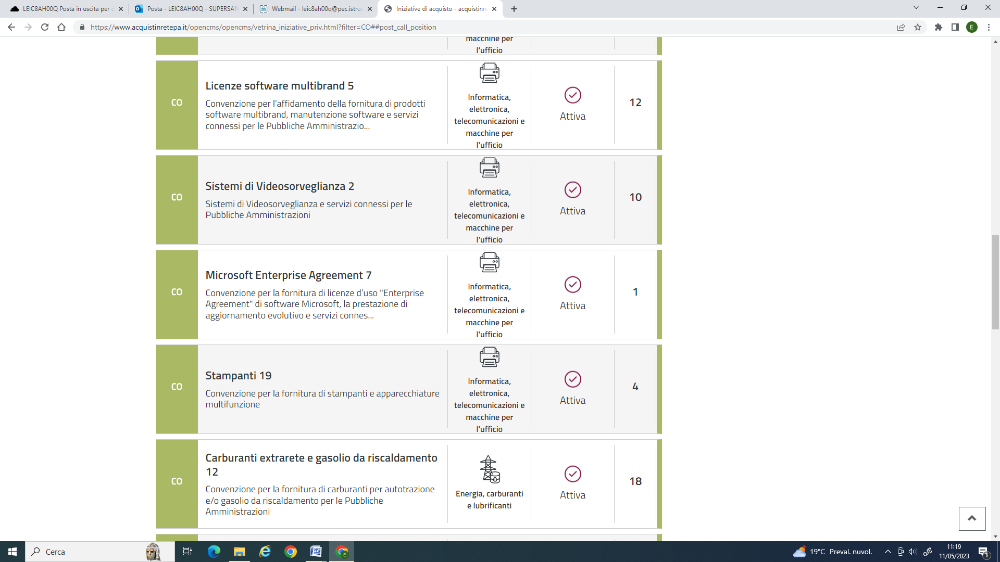 LEIC8AH00Q Posta in uscita per
Posta - LEIC8AH00Q - SUPERSAN
Webmail - leic8ah00q@pec.istru
Iniziative di acquisto - acquistinr
https://www.acquistinretepa.it/opencms/opencms/vetrina_iniziative_priv.html?filter=CO##post_call_position
E
macchine per
l'ufficio
CO
Licenze software multibrand 5
Convenzione per l’affidamento della fornitura di prodotti
software multibrand, manutenzione software e servizi
connessi per le Pubbliche Amministrazio...
Informatica,
elettronica,
telecomunicazioni e
macchine per
l'ufficio
Attiva
12
CO
Sistemi di Videosorveglianza 2
Sistemi di Videosorveglianza e servizi connessi per le
Pubbliche Amministrazioni
Informatica,
elettronica,
telecomunicazioni e
macchine per
l'ufficio
Attiva
10
CO
Microsoft Enterprise Agreement 7
Convenzione per la fornitura di licenze d’uso "Enterprise
Agreement" di software Microsoft, la prestazione di
aggiornamento evolutivo e servizi connes...
Informatica,
elettronica,
telecomunicazioni e
macchine per
l'ufficio
Attiva
1
CO
Stampanti 19
Convenzione per la fornitura di stampanti e apparecchiature
multifunzione
Informatica,
elettronica,
telecomunicazioni e
macchine per
l'ufficio
Attiva
4
CO
Carburanti extrarete e gasolio da riscaldamento
12
Convenzione per la fornitura di carburanti per autotrazione
e/o gasolio da riscaldamento per le Pubbliche
Amministrazioni
Energia, carburanti
e lubrificanti
Attiva
18
Cerca
19°C Preval. nuvol.
11:19
11/05/2023
1